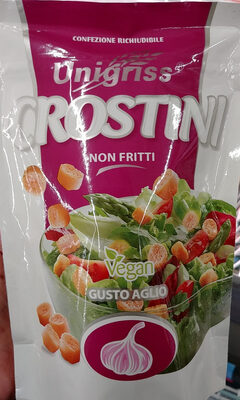 CONFEZIONE RICHIUDIBILE
Unigriss
CROSTINI
NON FRITTI
Vegan
GUSTO AGLIO